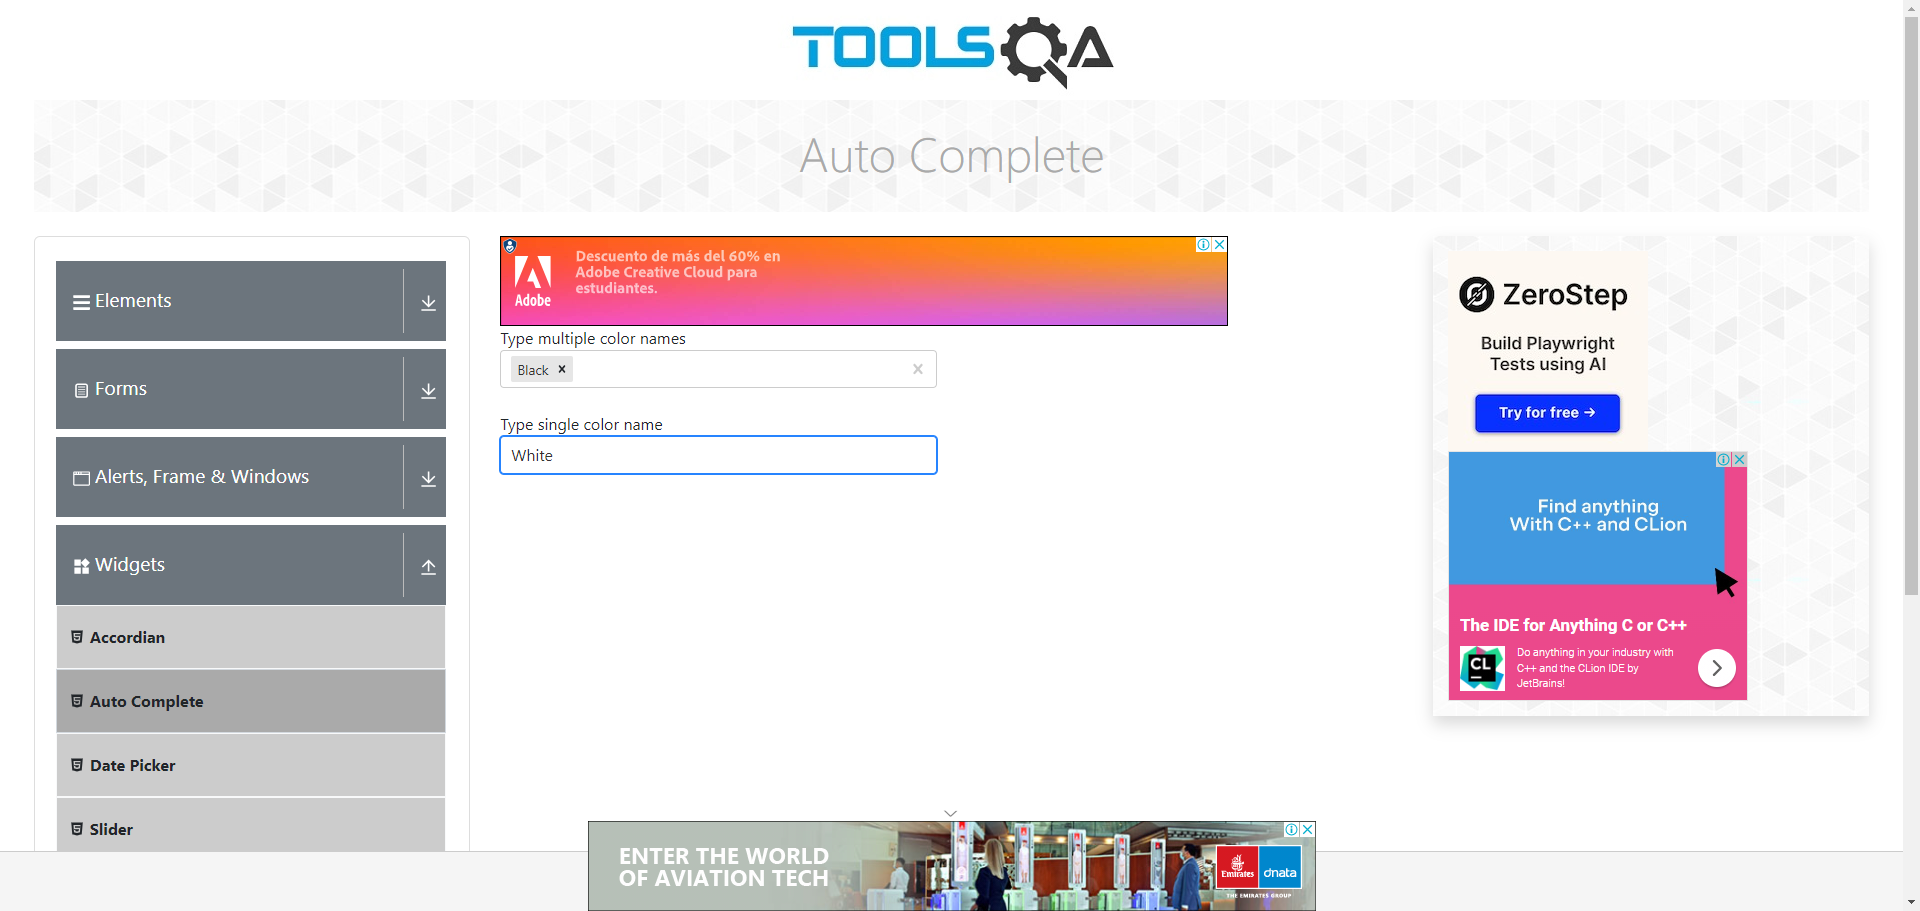 TOOLSQA
Auto Complete
Elements
Forms
Alerts, Frame & Windows
Widgets
Accordian
Auto Complete
Date Picker
Slider
Adobe
Descuento de más del 60% en
Adobe Creative Cloud para
estudiantes.
Type multiple color names
Black
Type single color name
White
ZeroStep
Build Playwright
Tests using AI
Try for free →
Find anything
With C++ and CLion
The IDE for Anything C or C++
CL
Do anything in your industry with
C++ and the CLion IDE by
JetBrains!
ENTER THE WORLD
OF AVIATION TECH
Emirates
dnata
THE EMIRATES GROUP